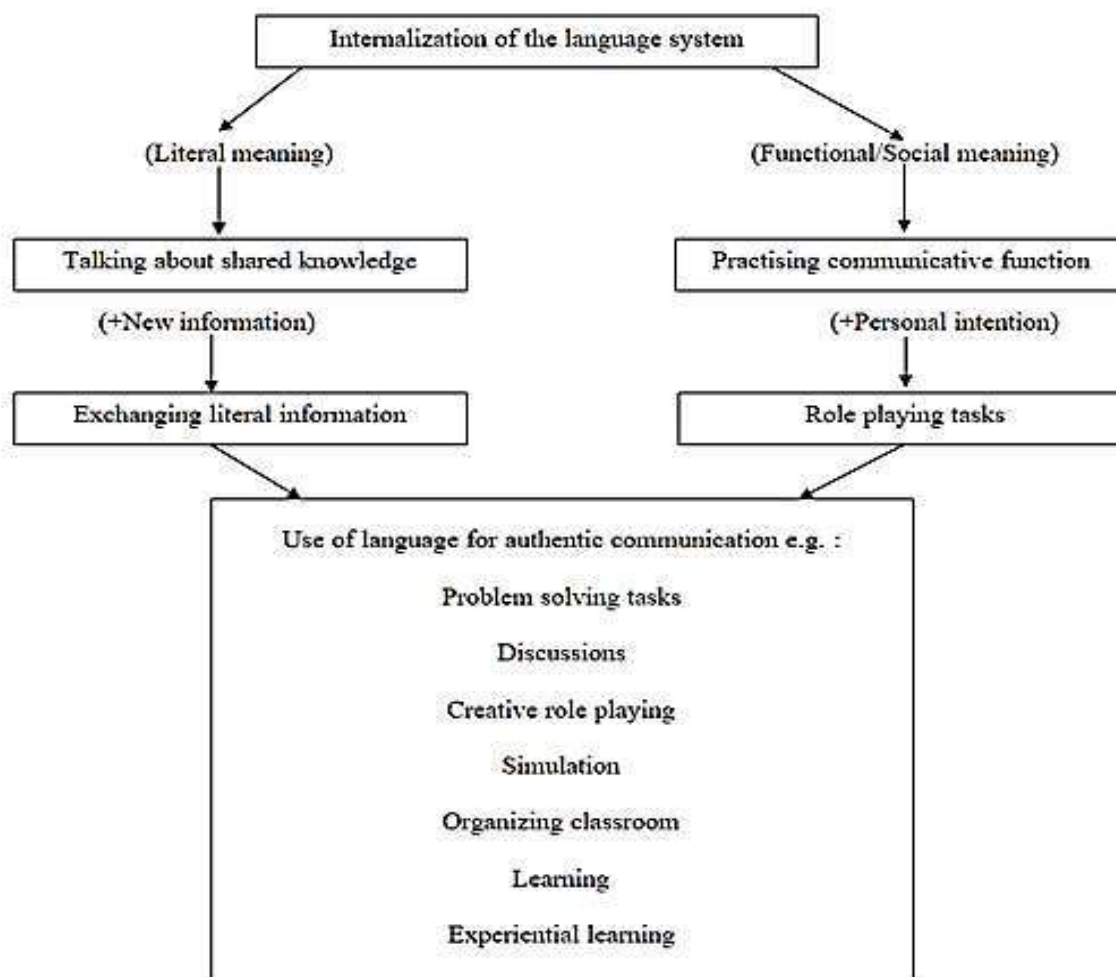 Internalization of the language system
(Literal meaning)
(Functional/Social meaning)
Talking about shared knowledge
Practising communicative function
(+New information)
(+Personal intention)
Exchanging literal information
Role playing tasks
Use of language for authentic communication e.g. :
Problem solving tasks
Discussions
Creative role playing
Simulation
Organizing classroom
Learning
Experiential learning